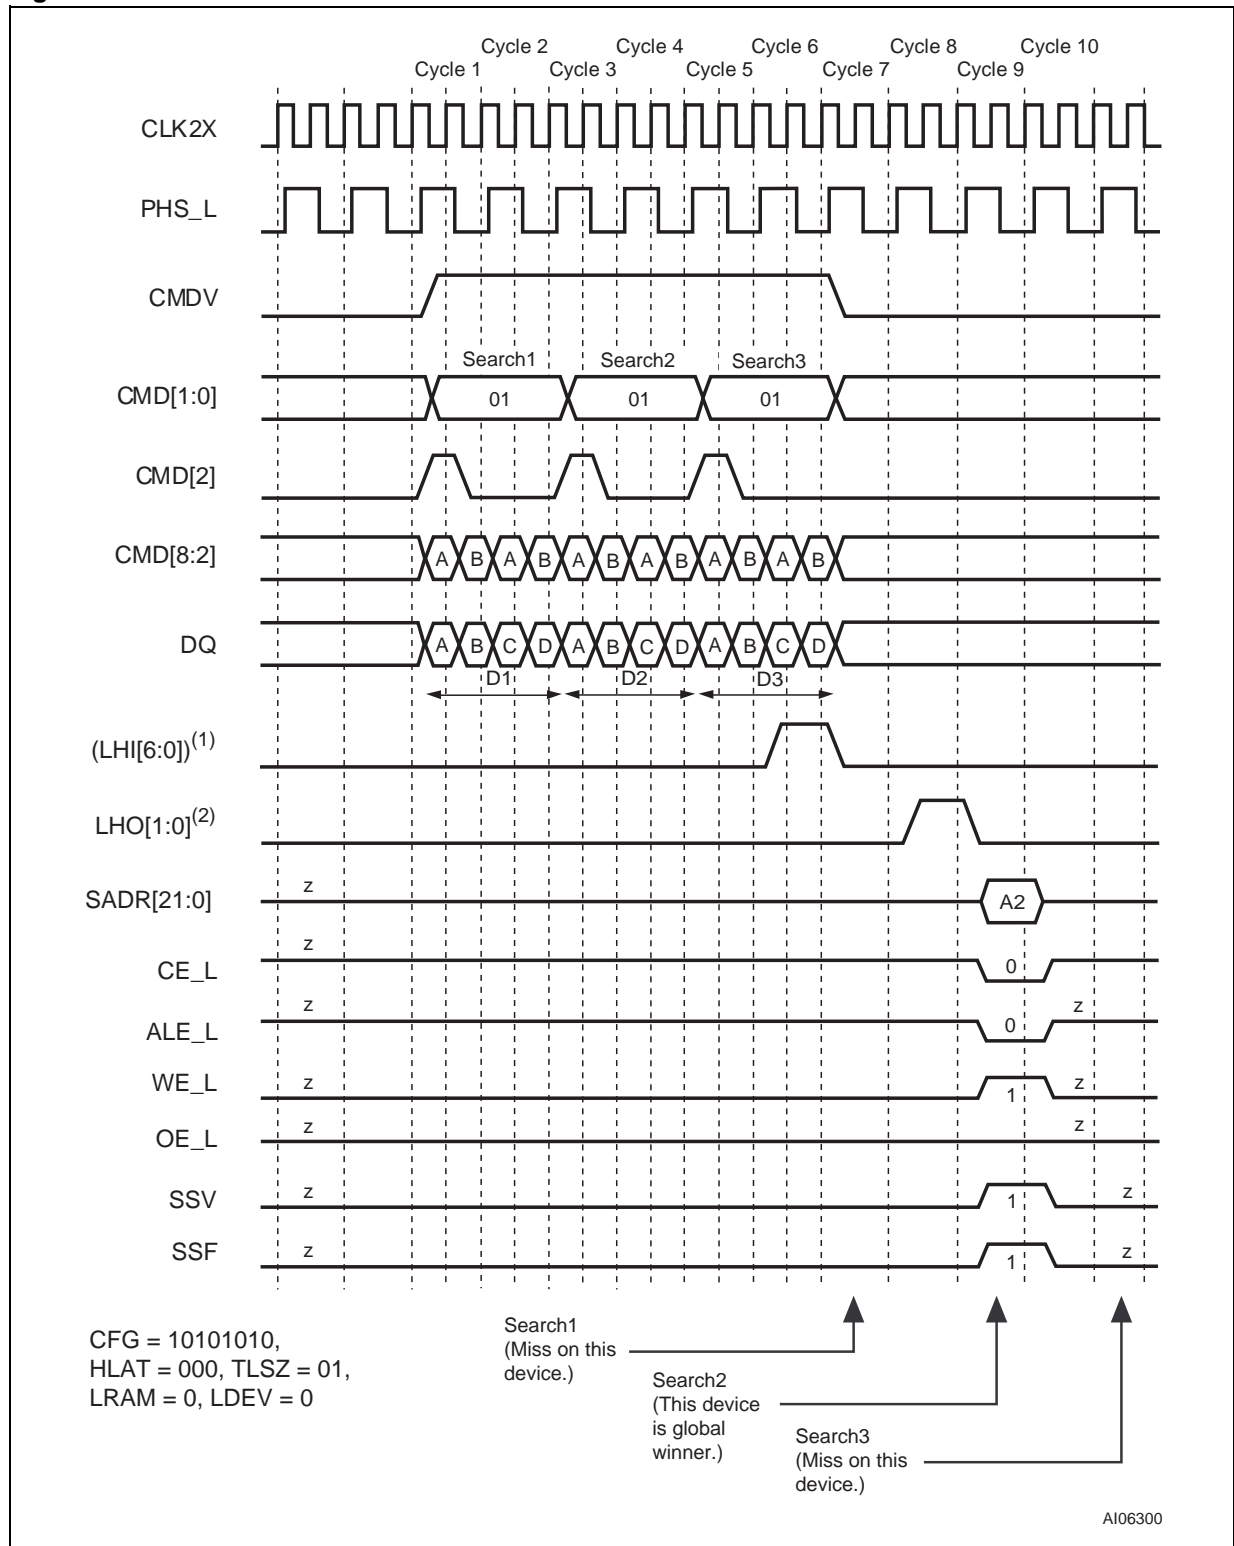 Cycle 2 Cycle 4 Cycle 6 Cycle 8 Cycle 10
Cycle 1 Cycle 3 Cycle 5 Cycle 7 Cycle 9
CLK2X
PHS_L
CMDV
Search1 Search2 Search3
CMD[1:0] 01 01 01
CMD[2]
CMD[8:2] A B A B A B A B A B A B
DQ A B C D A B C D A B C D
D1 D2 D3
(LHI[6:0])(1)
LHO[1:0](2)
z
SADR[21:0] A2
z
CE_L 0
z z
ALE_L 0
WE_L z 1 z
OE_L z z
SSV z 1 z
SSF z 1 z
CFG = 10101010,
HLAT = 000, TLSZ = 01,
LRAM = 0, LDEV = 0
Search1
(Miss on this
device.)
Search2
(This device
is global
winner.)
Search3
(Miss on this
device.)
AI06300